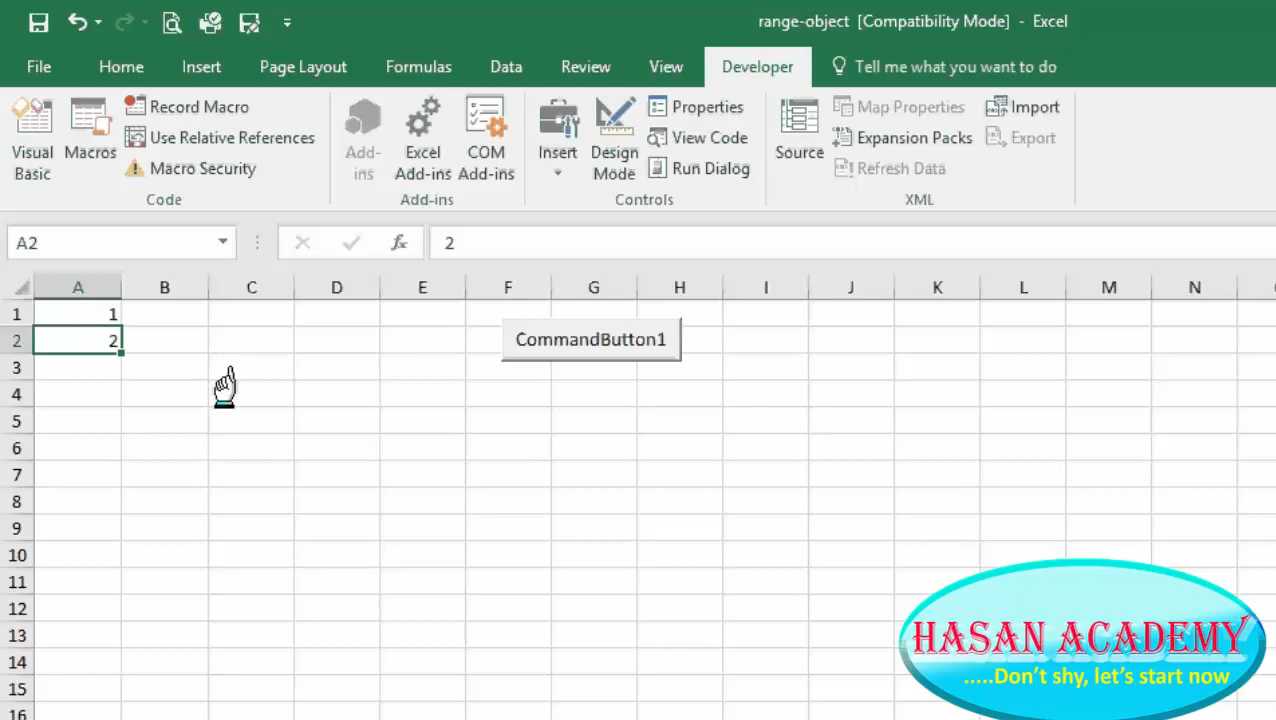 range-object [Compatibility Mode] - Excel
File Home Insert Page Layout Formulas Data Review View Developer Tell me what you want to do
Visual Basic
Macros
Record Macro
Use Relative References
Macro Security
Code
Add-ins
Excel Add-ins
COM Add-ins
Add-ins
Insert
Design Mode
Properties
View Code
Run Dialog
Controls
Source
Map Properties
Expansion Packs
Refresh Data
Import
Export
XML
A2 fx 2
A B C D E F G H I J K L M N
1 1
CommandButton1
2 2
3
4
5
6
7
8
9
10
11
12
13
14
15
16
HASAN ACADEMY
.....Don't shy, let's start now